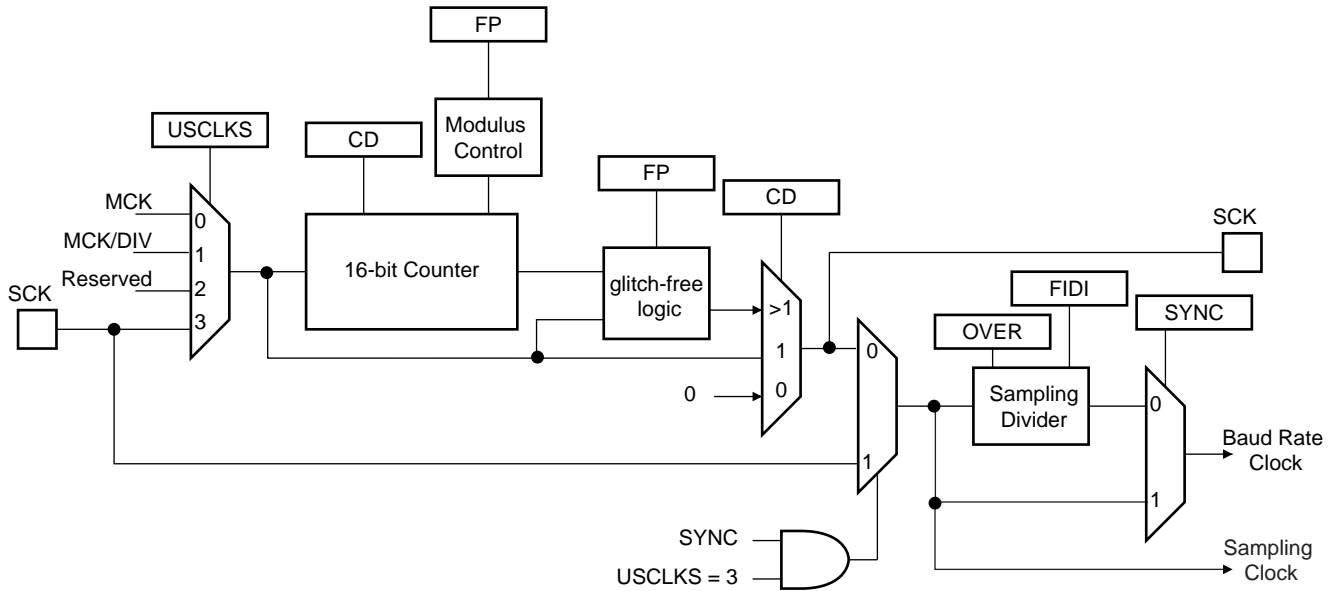 FP
USCLKS
CD
Modulus
Control
FP
CD
MCK
0
SCK
MCK/DIV
1
16-bit Counter
Reserved
2
glitch-free
logic
FIDI
SCK
3
>1
SYNC
OVER
1
0
0
0
Sampling
Divider
0
Baud Rate
Clock
1
1
SYNC
USCLKS = 3
Sampling
Clock